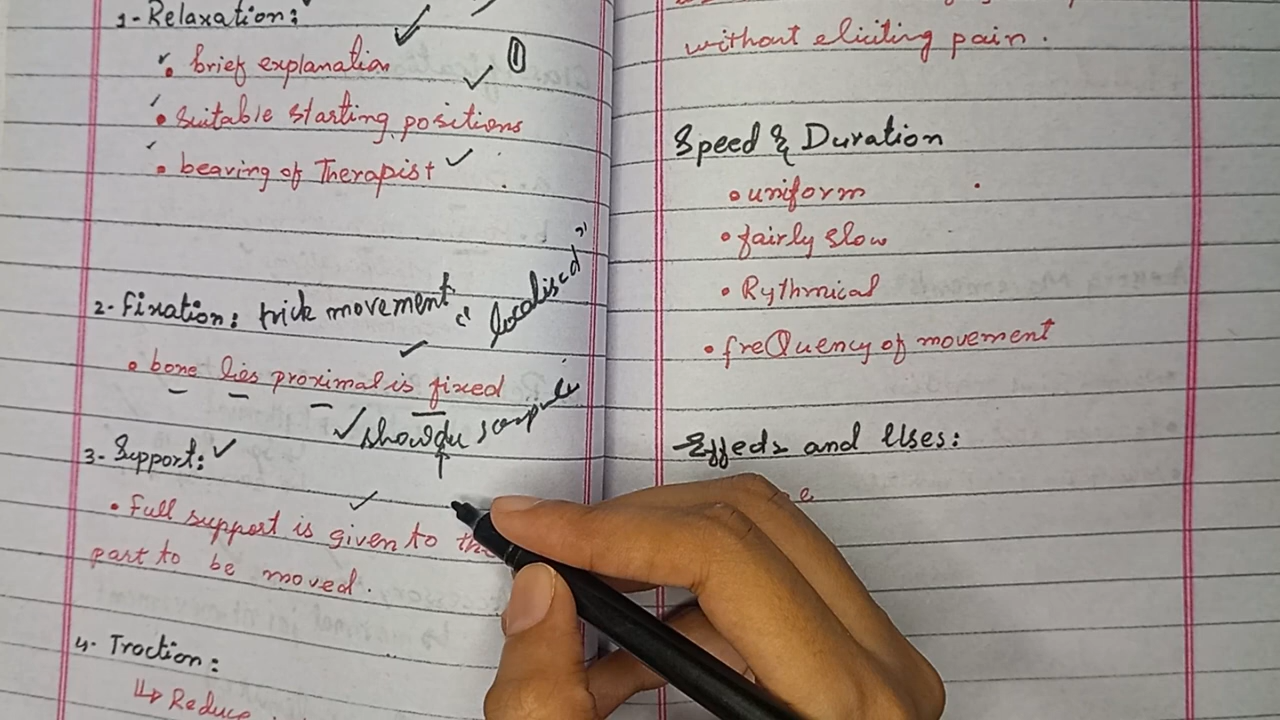 1- Relaxation:
• brief explanation
• suitable starting positions
• bearing of Therapist
2- Fixation: trick movement "localised"
• bone lies proximal is fixed
3- Support:
• full support is given to the
part to be moved.
4. Traction:
Reduce
without eliciting pain.
Speed & Duration
• uniform
• fairly slow
• Rythmical
• freQuency of movement
Effects and Uses: